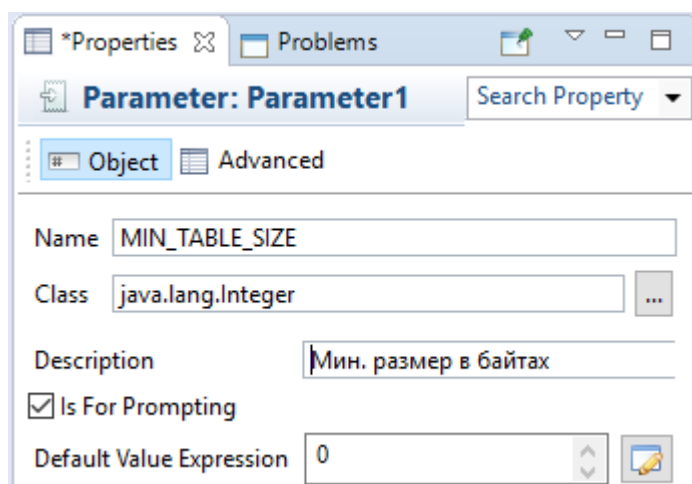 *Properties Problems
Parameter: Parameter1 Search Property
Object Advanced
Name MIN_TABLE_SIZE
Class java.lang.Integer ...
Description Мин. размер в байтах
Is For Prompting
Default Value Expression 0